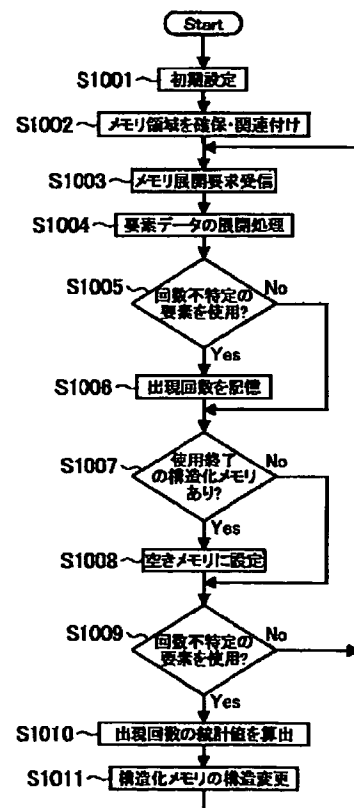 Start
S1001 初期設定
S1002 メモリ領域を確保・関連付け
S1003 メモリ展開要求受信
S1004 要素データの展開処理
S1005 回数不特定の
要素を使用?
No
Yes
S1006 出現回数を記憶
S1007 使用終了
の構造化メモリ
あり?
No
Yes
S1008 空きメモリに設定
S1009 回数不特定の
要素を使用?
No
Yes
S1010 出現回数の統計値を算出
S1011 構造化メモリの構造変更